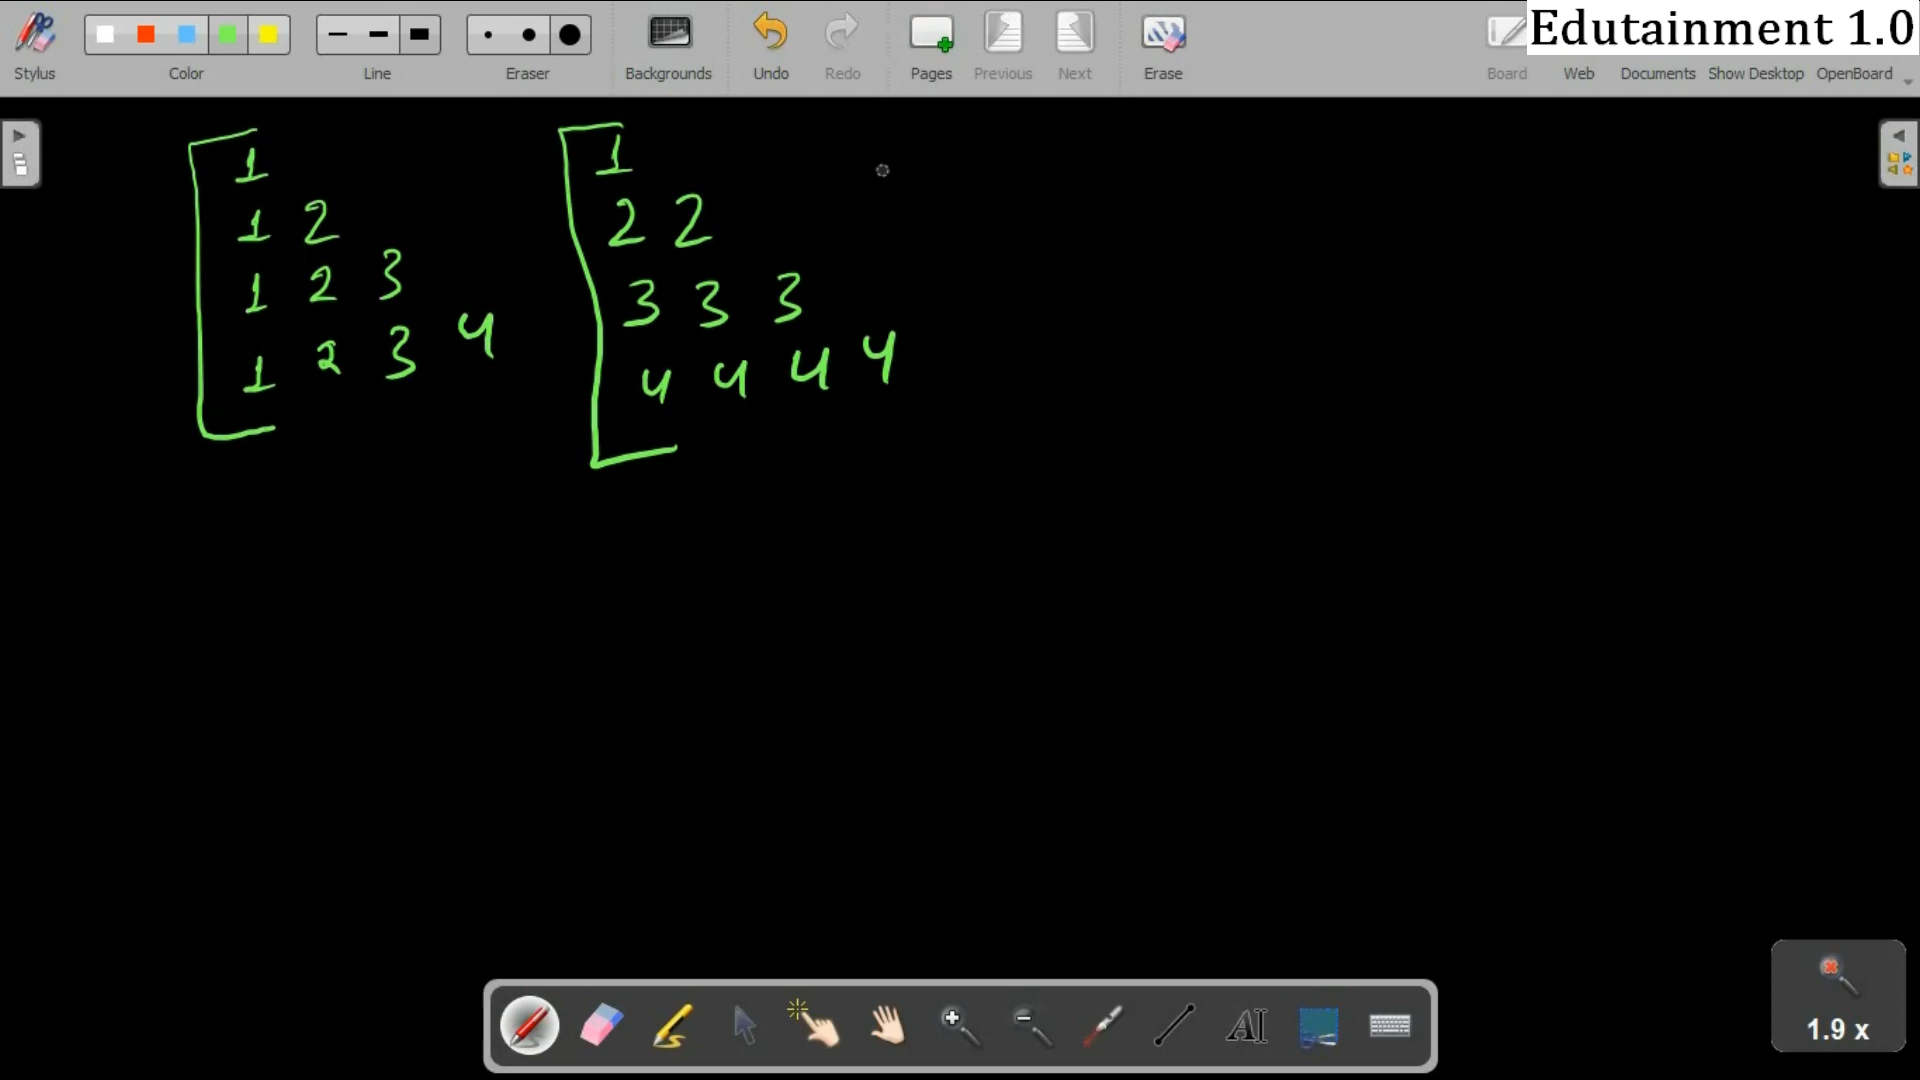 Edutainment 1.0
Stylus Color Line Eraser Backgrounds Undo Redo Pages Previous Next Erase Board Web Documents Show Desktop OpenBoard
1
1 2
1 2 3
1 2 3 4
1
2 2
3 3 3
4 4 4 4
AI
1.9 x